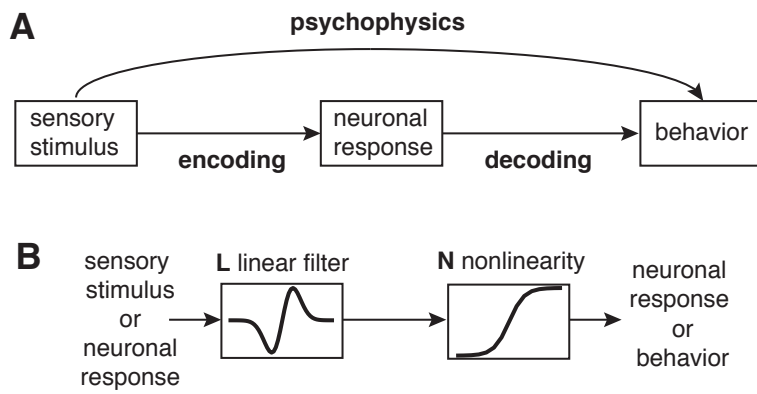 A
psychophysics
sensory
stimulus
encoding
neuronal
response
decoding
behavior
B
sensory
stimulus
or
neuronal
response
L linear filter
N nonlinearity
neuronal
response
or
behavior